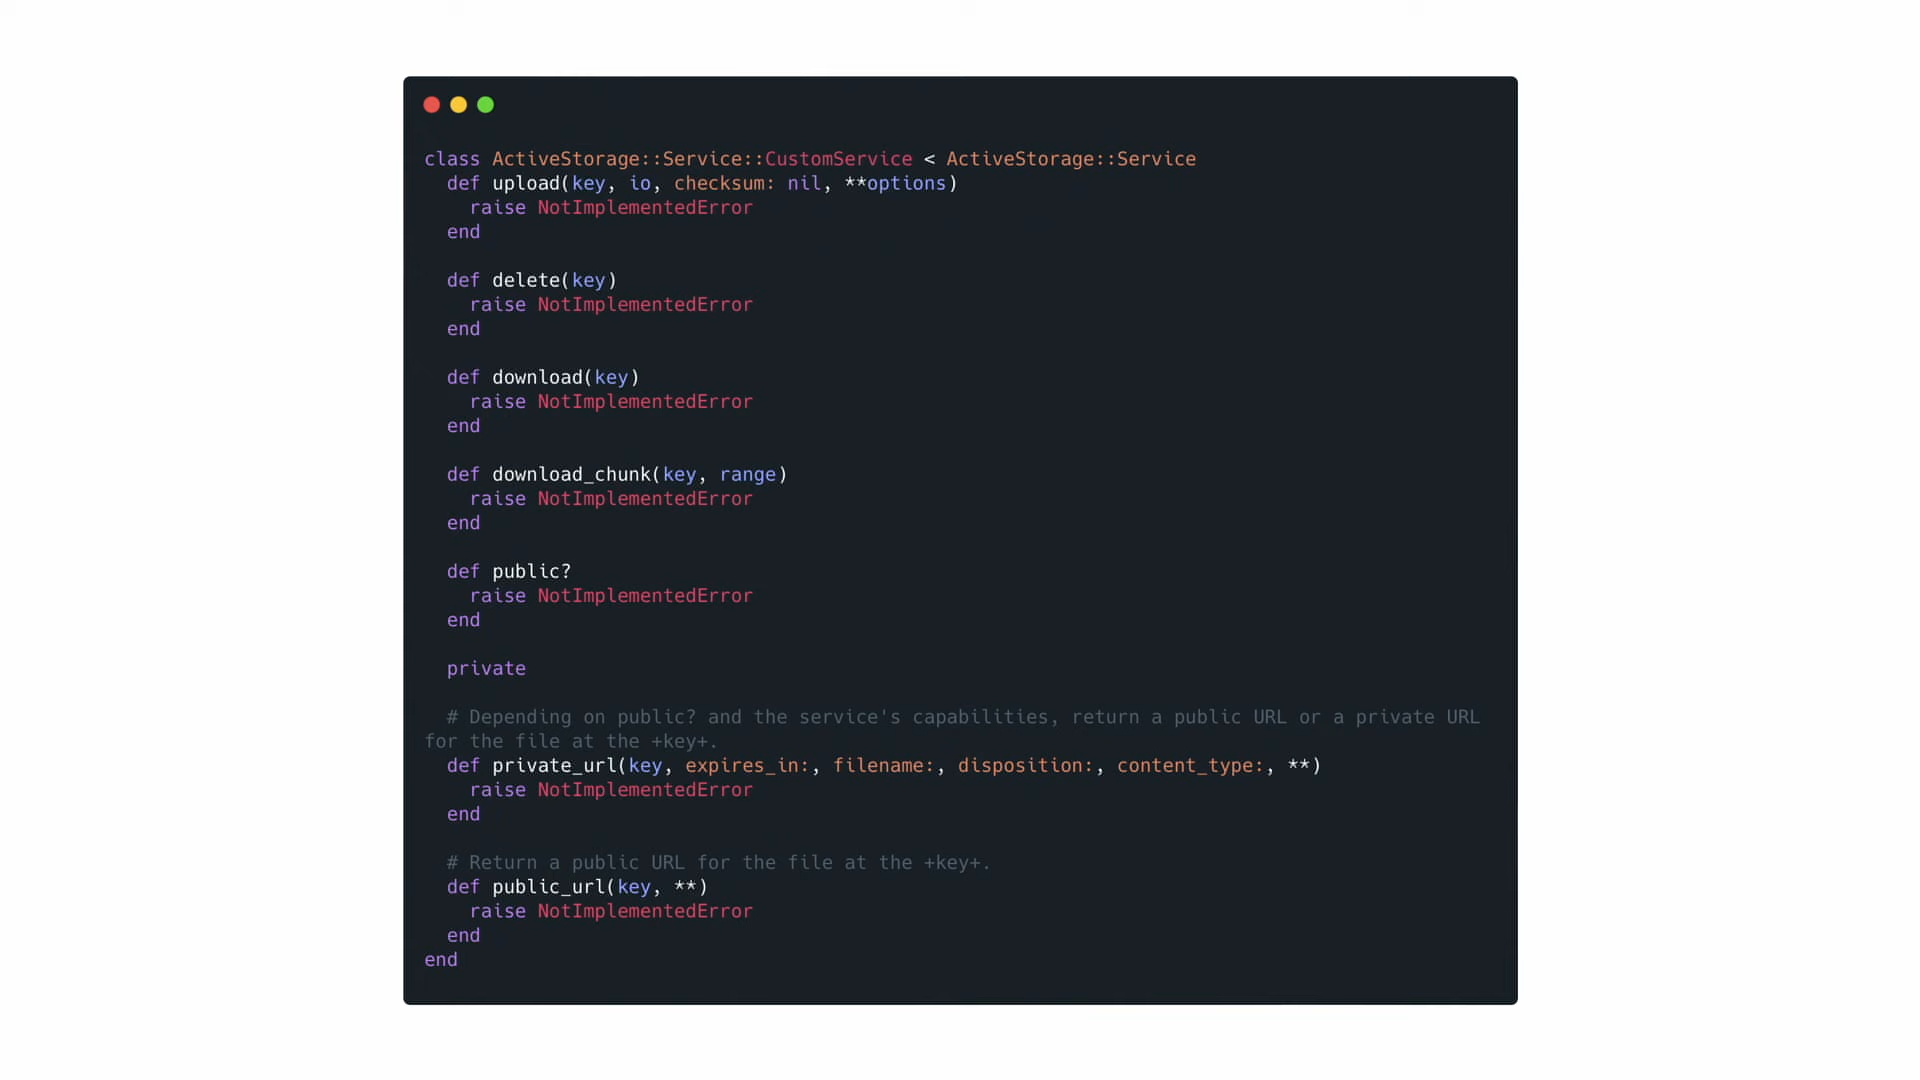 class ActiveStorage::Service::CustomService < ActiveStorage::Service
  def upload(key, io, checksum: nil, **options)
    raise NotImplementedError
  end

  def delete(key)
    raise NotImplementedError
  end

  def download(key)
    raise NotImplementedError
  end

  def download_chunk(key, range)
    raise NotImplementedError
  end

  def public?
    raise NotImplementedError
  end

  private

  # Depending on public? and the service's capabilities, return a public URL or a private URL
for the file at the +key+.
  def private_url(key, expires_in:, filename:, disposition:, content_type:, **)
    raise NotImplementedError
  end

  # Return a public URL for the file at the +key+.
  def public_url(key, **)
    raise NotImplementedError
  end
end